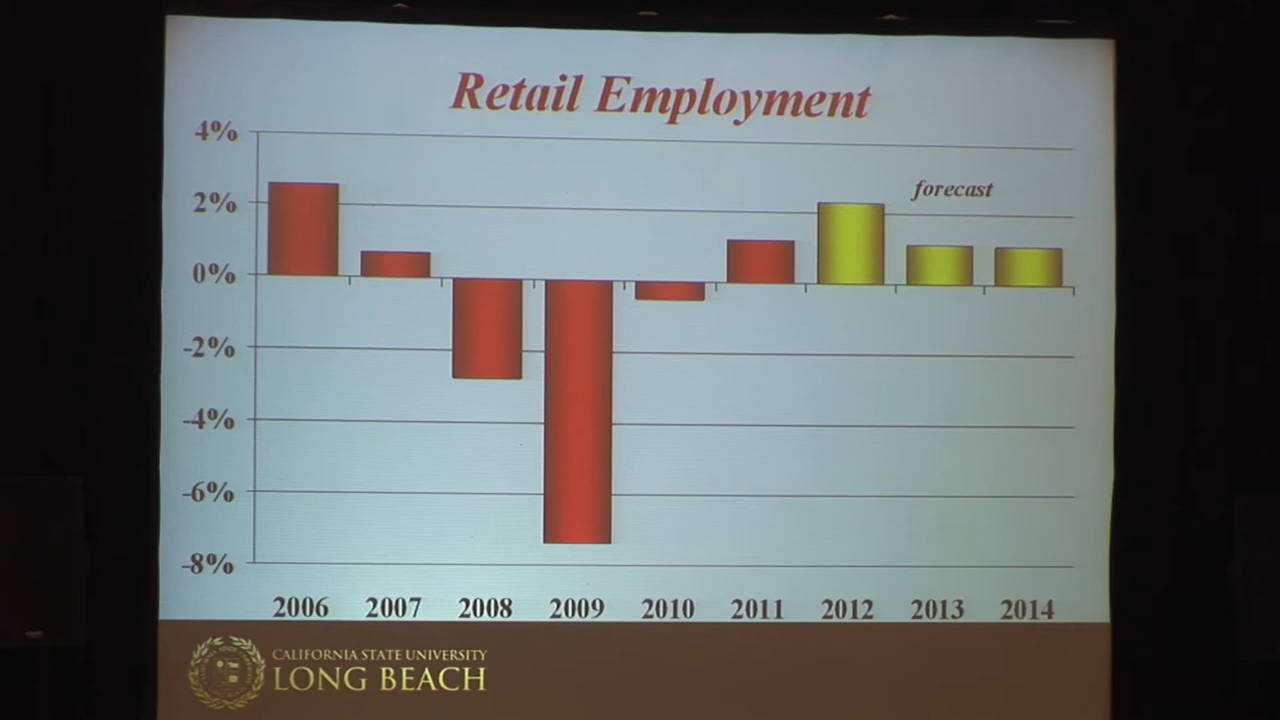 Retail Employment
4%
2%
0%
-2%
-4%
-6%
-8%
forecast
2006 2007 2008 2009 2010 2011 2012 2013 2014
CALIFORNIA STATE UNIVERSITY
LONG BEACH